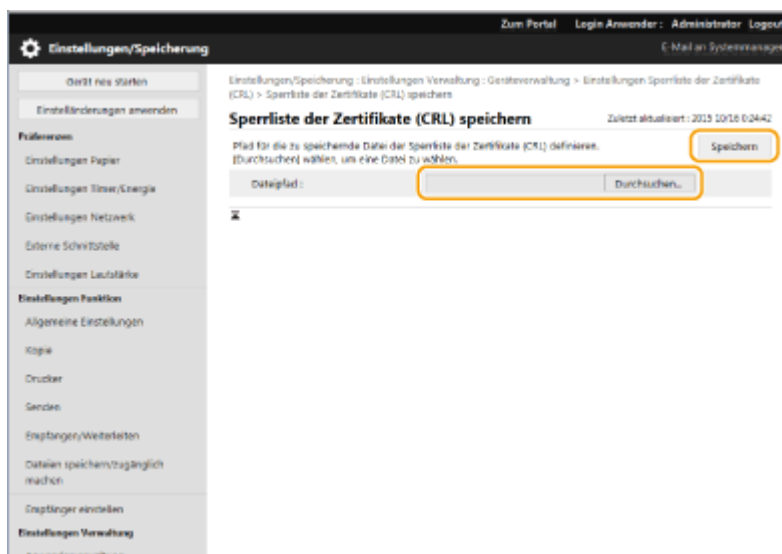 Zum Portal Login Anwender : Administrator Logout
Einstellungen/Speicherung
E-Mail an Systemmanager
Gerät neu starten
Einstelländerungen anwenden
Präferenzen
Einstellungen Papier
Einstellungen Timer/Energie
Einstellungen Netzwerk
Externe Schnittstelle
Einstellungen Lautstärke
Einstellungen Funktion
Allgemeine Einstellungen
Kopie
Drucker
Senden
Empfangen/Weiterleiten
Dateien speichern/zugänglich
machen
Empfänger einstellen
Einstellungen Verwaltung
Einstellungen/Speicherung : Einstellungen Verwaltung : Geräteverwaltung > Einstellungen Sperrliste der Zertifikate
(CRL) > Sperrliste der Zertifikate (CRL) speichern
Sperrliste der Zertifikate (CRL) speichern
Zuletzt aktualisiert : 2015 10/16 0:24:42
Pfad für die zu speichernde Datei der Sperrliste der Zertifikate (CRL) definieren.
[Durchsuchen] wählen, um eine Datei zu wählen.
Speichern
Dateipfad :
Durchsuchen...